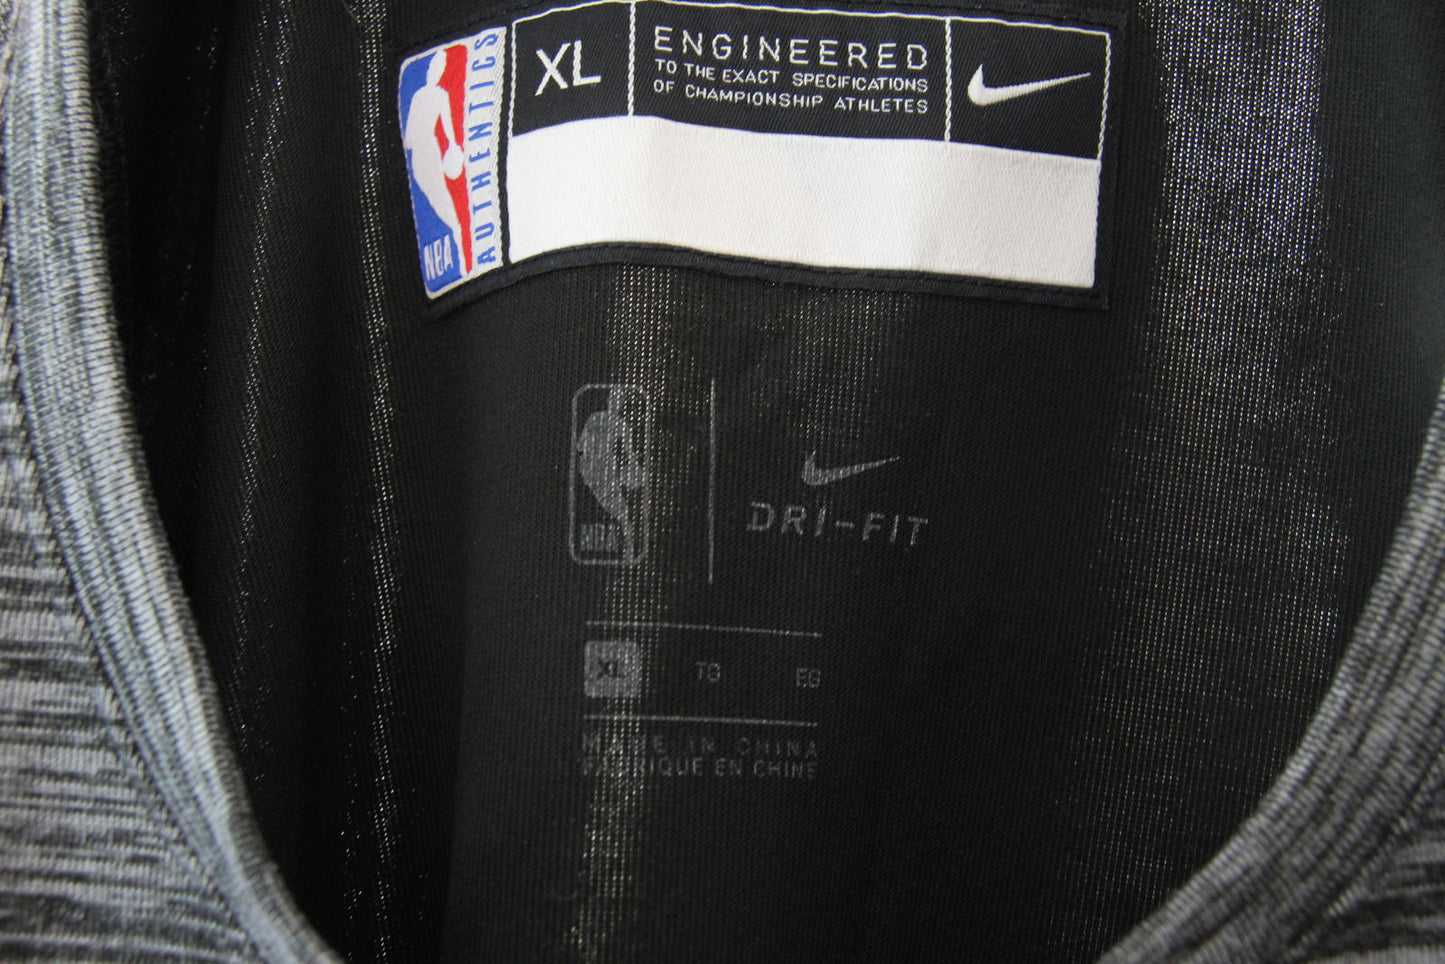 NBA
AUTHENTICS
XL
ENGINEERED
TO THE EXACT SPECIFICATIONS
OF CHAMPIONSHIP ATHLETES
NBA
DRI-FIT
XL TG EG
MADE IN CHINA
FABRIQUE EN CHINE